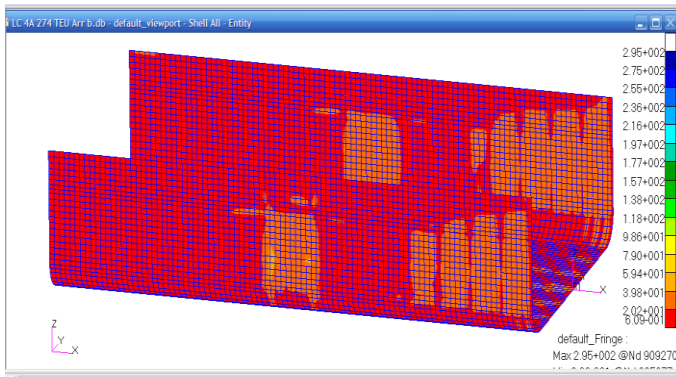 LC 4A 274 TEU Arr b.db - default_viewport - Shell All - Entity
2.95+002
2.75+002
2.55+002
2.36+002
2.16+002
1.97+002
1.77+002
1.57+002
1.38+002
1.18+002
9.86+001
7.90+001
5.94+001
3.98+001
2.02+001
6.09-001
X
default_Fringe :
Max 2.95+002 @Nd 909270
Z
Y
X